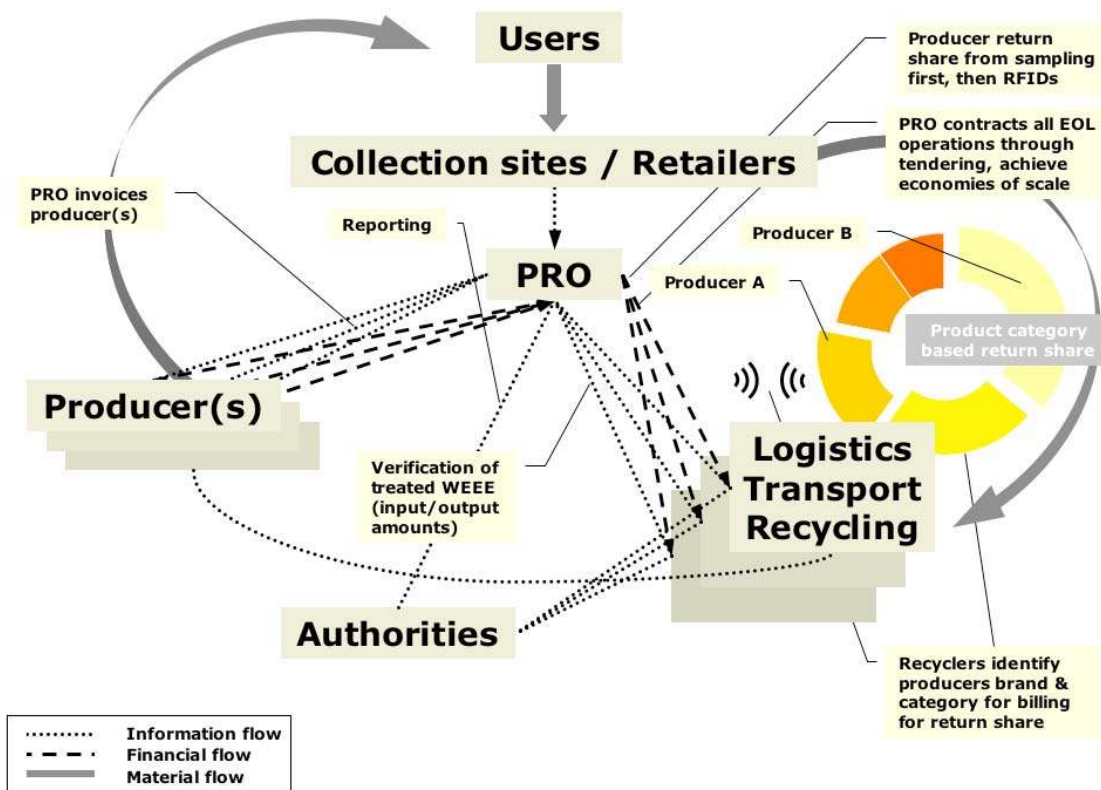 Users
Producer return
share from sampling
first, then RFIDs
Collection sites / Retailers
PRO contracts all EOL
operations through
tendering, achieve
economies of scale
PRO invoices
producer(s)
Reporting
Producer B
PRO
Producer A
Product category
based return share
Producer(s)
Logistics
Transport
Recycling
Verification of
treated WEEE
(input/output
amounts)
Authorities
Recyclers identify
producers brand &
category for billing
for return share
Information flow
Financial flow
Material flow